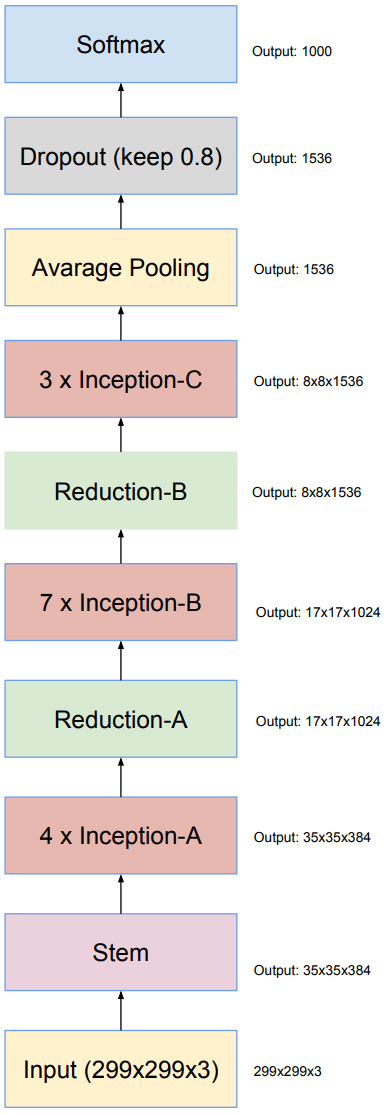 Softmax
Output: 1000
Dropout (keep 0.8)
Output: 1536
Avarage Pooling
Output: 1536
3 x Inception-C
Output: 8x8x1536
Reduction-B
Output: 8x8x1536
7 x Inception-B
Output: 17x17x1024
Reduction-A
Output: 17x17x1024
4 x Inception-A
Output: 35x35x384
Stem
Output: 35x35x384
Input (299x299x3)
299x299x3